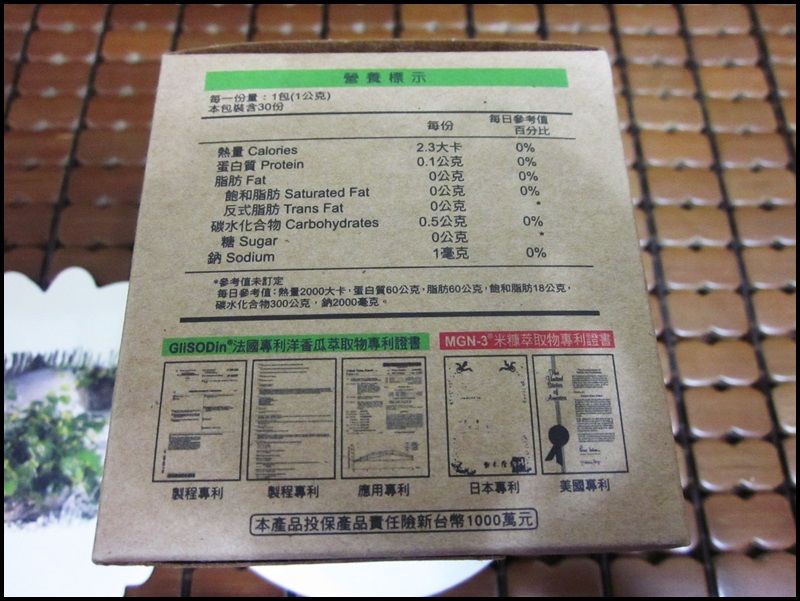 營養標示
每一份量：1包(1公克)
本包裝含30份
每份 每日參考值百分比
熱量 Calories 2.3大卡 0%
蛋白質 Protein 0.1公克 0%
脂肪 Fat 0公克 0%
飽和脂肪 Saturated Fat 0公克 0%
反式脂肪 Trans Fat 0公克 *
碳水化合物 Carbohydrates 0.5公克 0%
糖 Sugar 0公克 *
鈉 Sodium 1毫克 0%
*參考值未訂定
每日參考值：熱量2000大卡，蛋白質60公克，脂肪60公克，飽和脂肪18公克，
碳水化合物300公克，鈉2000毫克。
GliSODin®法國專利洋香瓜萃取物專利證書 MGN-3®米糠萃取物專利證書
The United States of America
製程專利 製程專利 應用專利 日本專利 美國專利
本產品投保產品責任險新台幣1000萬元